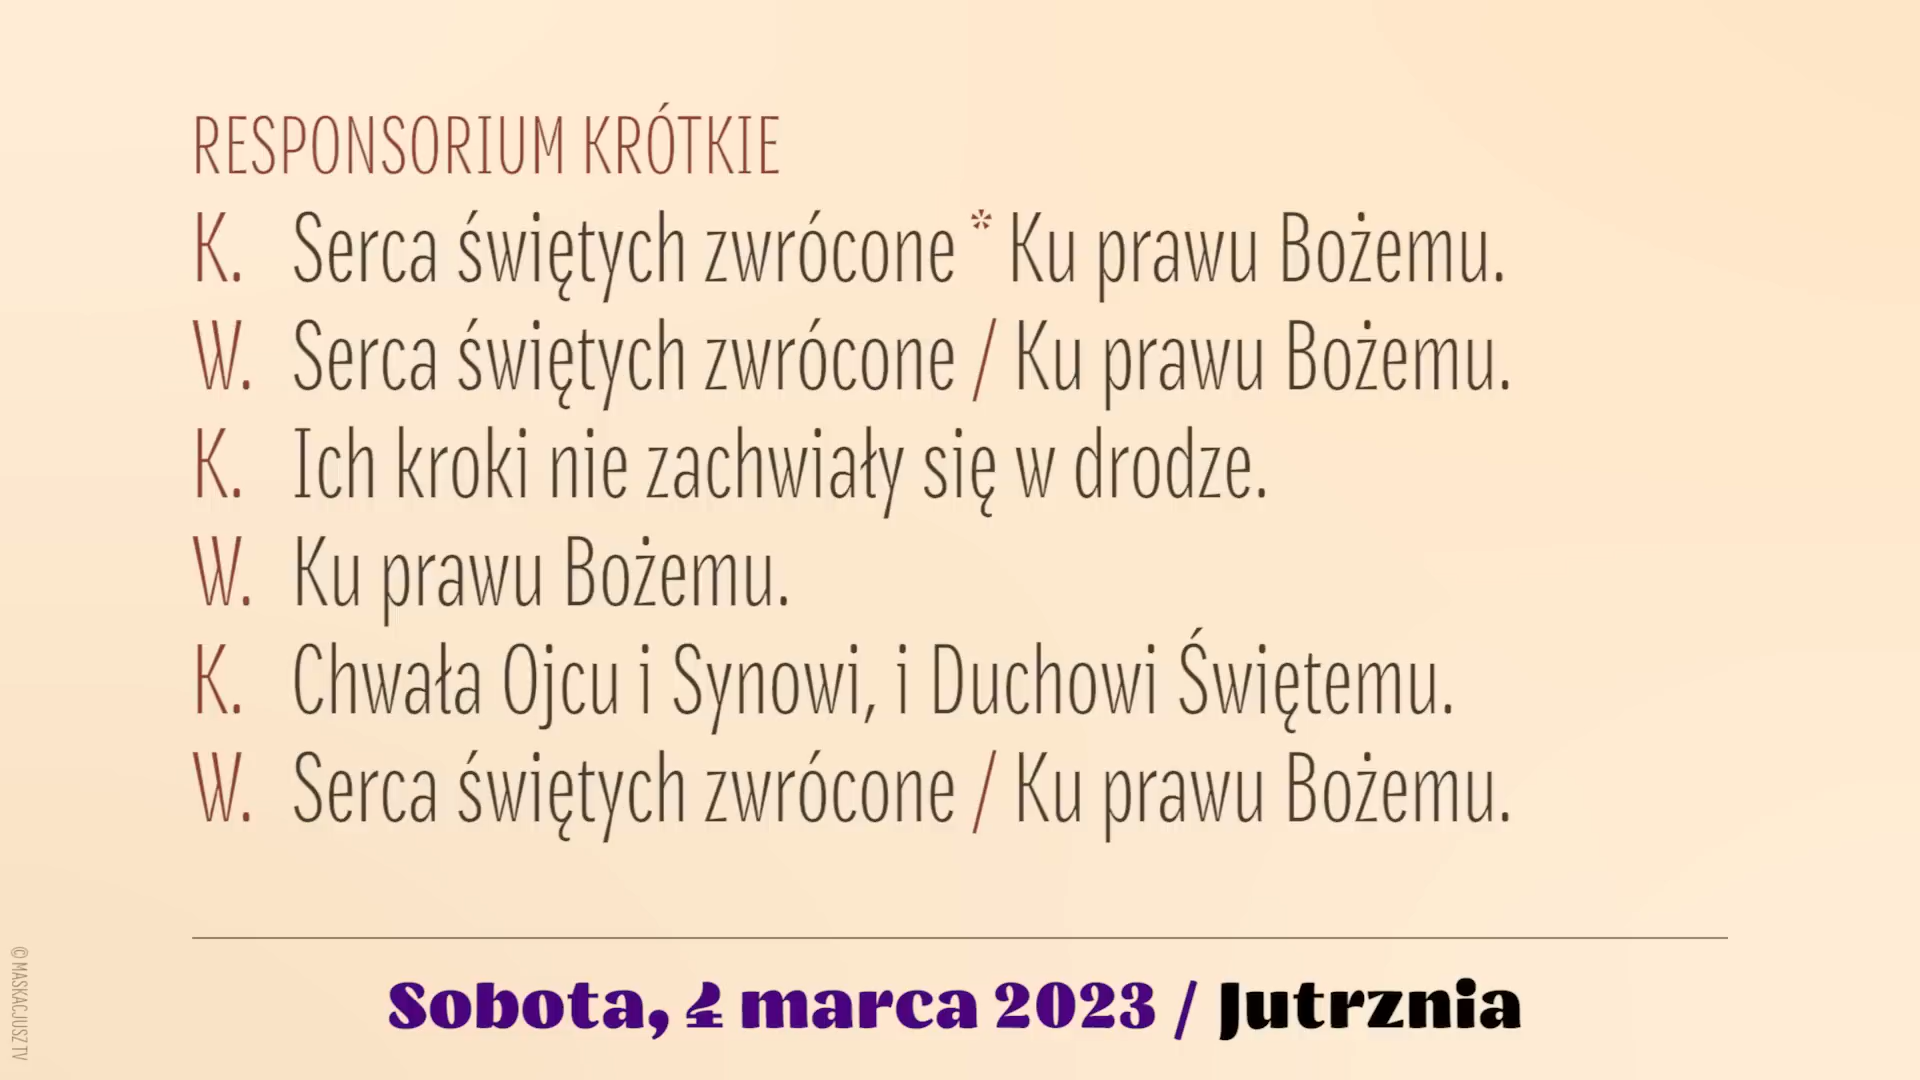 RESPONSORIUM KRÓTKIE
K. Serca świętych zwrócone * Ku prawu Bożemu.
W. Serca świętych zwrócone / Ku prawu Bożemu.
K. Ich kroki nie zachwiały się w drodze.
W. Ku prawu Bożemu.
K. Chwała Ojcu i Synowi, i Duchowi Świętemu.
W. Serca świętych zwrócone / Ku prawu Bożemu.
Sobota, 4 marca 2023 / Jutrznia
© MASKACJUSZ TV